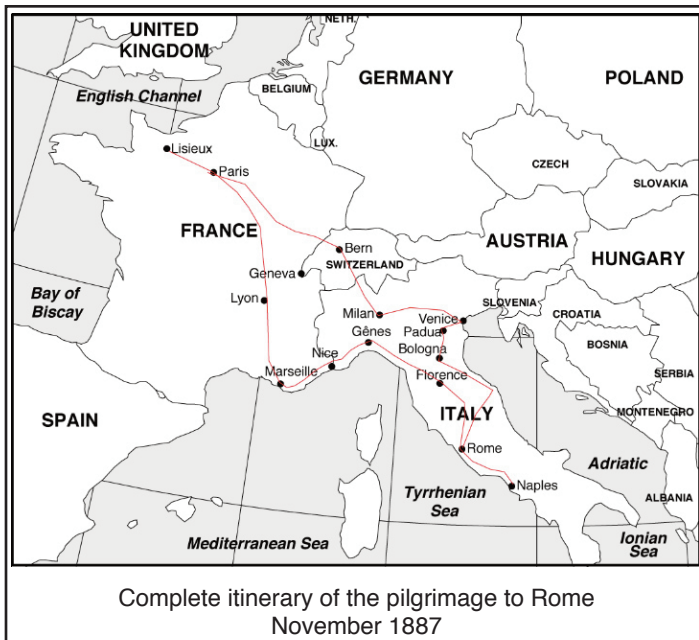 NETH.
UNITED
KINGDOM
GERMANY
POLAND
BELGIUM
English Channel
LUX.
Lisieux
CZECH
Paris
SLOVAKIA
FRANCE
AUSTRIA
Bern
HUNGARY
SWITZERLAND
Geneva
Bay of
Biscay
Lyon
SLOVENIA
Milan
Venice
CROATIA
Padua
Gênes
BOSNIA
Bologna
Nice
Marseille
Florence
SERBIA
ITALY
MONTENEGRO
SPAIN
Rome
Adriatic
Naples
Tyrrhenian
Sea
ALBANIA
Mediterranean Sea
Ionian
Sea
Complete itinerary of the pilgrimage to Rome
November 1887